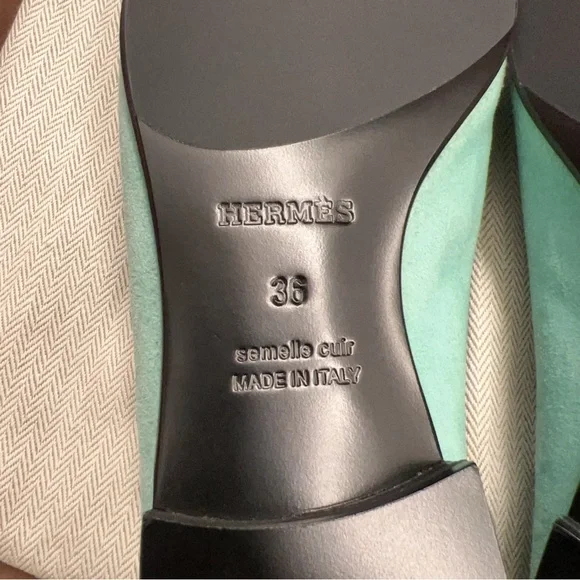 HERMÈS
36
semelle cuir
MADE IN ITALY